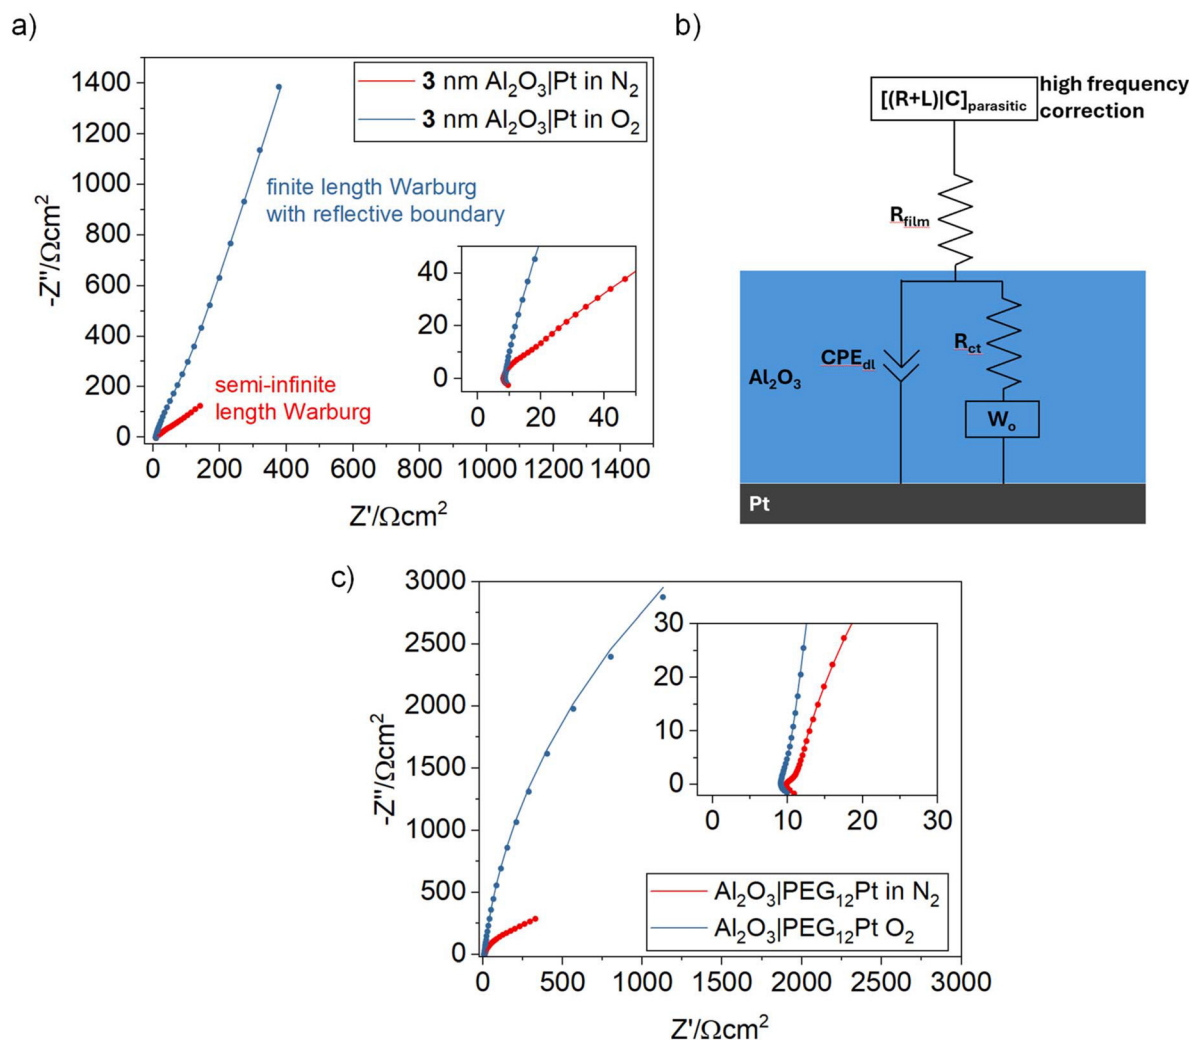 a)
1400
1200
1000
800
600
400
200
0
-Z''/Ωcm²
3 nm Al₂O₃|Pt in N₂
3 nm Al₂O₃|Pt in O₂
finite length Warburg
with reflective boundary
semi-infinite
length Warburg
40
20
0
0 20 40
0 200 400 600 800 1000 1200 1400
Z'/Ωcm²
b)
[(R+L)|C]parasitic
high frequency
correction
Rfilm
Rct
CPEdl
Al₂O₃
Wo
Pt
c)
3000
2500
2000
1500
1000
500
0
-Z''/Ωcm²
30
20
10
0
0 10 20 30
Al₂O₃|PEG₁₂Pt in N₂
Al₂O₃|PEG₁₂Pt O₂
0 500 1000 1500 2000 2500 3000
Z'/Ωcm²